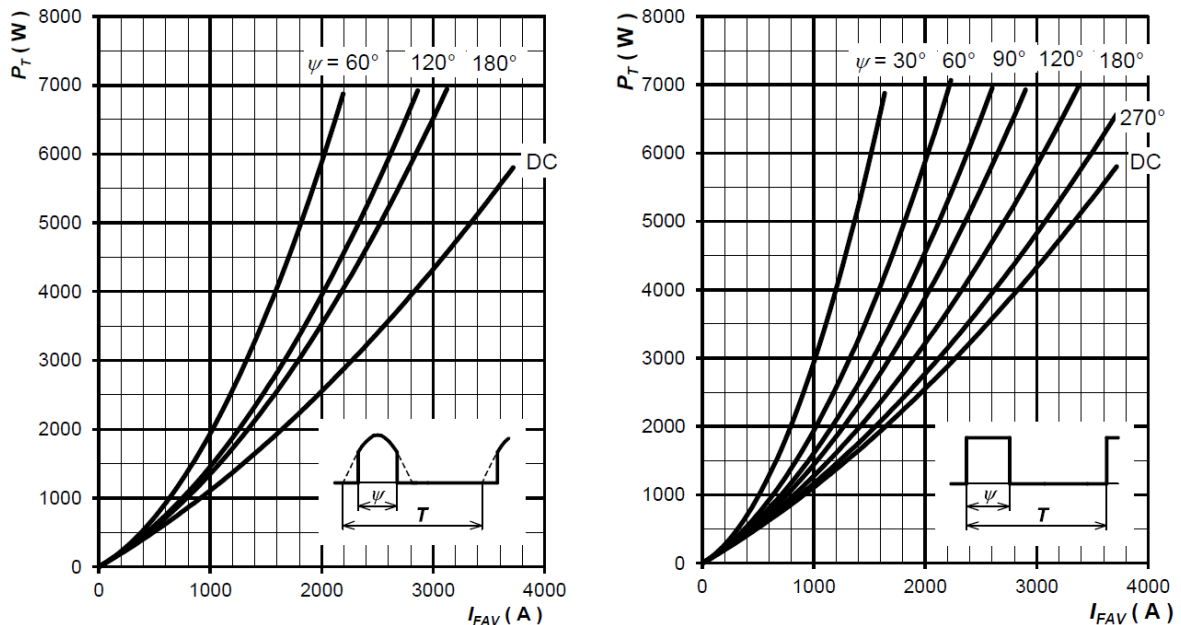 P_T ( W )
8000
7000
6000
5000
4000
3000
2000
1000
0
ψ = 60° 120° 180°
DC
ψ
T
0 1000 2000 3000 4000
I_FAV ( A )
P_T ( W )
8000
7000
6000
5000
4000
3000
2000
1000
0
ψ = 30° 60° 90° 120° 180°
270°
DC
ψ
T
0 1000 2000 3000 4000
I_FAV ( A )